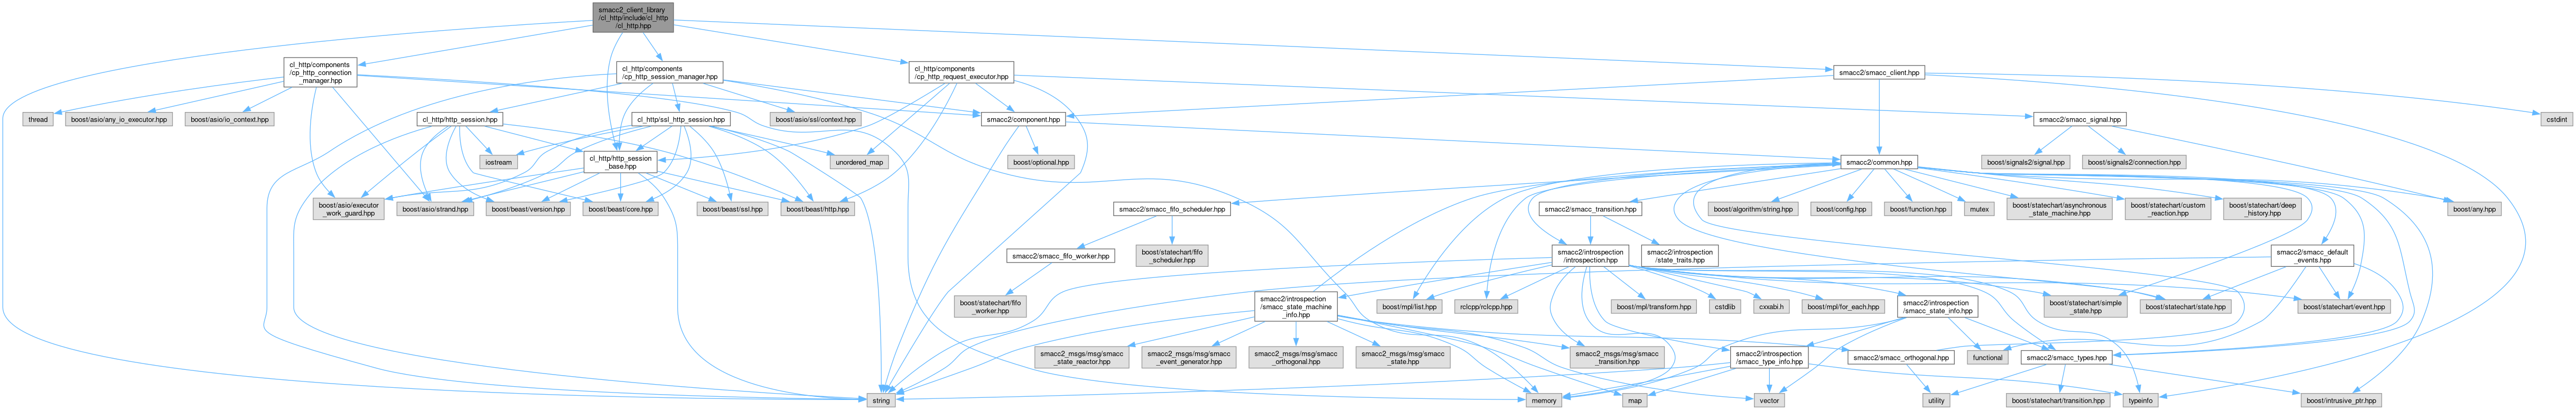 smacc2_client_library
/cl_http/include/cl_http
/cl_http.hpp
cl_http/components
/cp_http_connection
_manager.hpp
cl_http/components
/cp_http_session_manager.hpp
cl_http/components
/cp_http_request_executor.hpp
smacc2/smacc_client.hpp
thread
boost/asio/any_io_executor.hpp
boost/asio/io_context.hpp
cl_http/http_session.hpp
cl_http/ssl_http_session.hpp
boost/asio/ssl/context.hpp
smacc2/component.hpp
smacc2/smacc_signal.hpp
cstdint
iostream
cl_http/http_session
_base.hpp
unordered_map
boost/optional.hpp
smacc2/common.hpp
boost/signals2/signal.hpp
boost/signals2/connection.hpp
boost/asio/executor
_work_guard.hpp
boost/asio/strand.hpp
boost/beast/version.hpp
boost/beast/core.hpp
boost/beast/ssl.hpp
boost/beast/http.hpp
smacc2/smacc_fifo_scheduler.hpp
smacc2/smacc_transition.hpp
boost/algorithm/string.hpp
boost/config.hpp
boost/function.hpp
mutex
boost/statechart/asynchronous
_state_machine.hpp
boost/statechart/custom
_reaction.hpp
boost/statechart/deep
_history.hpp
boost/any.hpp
smacc2/smacc_fifo_worker.hpp
boost/statechart/fifo
_scheduler.hpp
smacc2/introspection
/introspection.hpp
smacc2/introspection
/state_traits.hpp
smacc2/smacc_default
_events.hpp
boost/statechart/fifo
_worker.hpp
smacc2/introspection
/smacc_state_machine
_info.hpp
boost/mpl/list.hpp
rclcpp/rclcpp.hpp
boost/mpl/transform.hpp
cstdlib
cxxabi.h
boost/mpl/for_each.hpp
smacc2/introspection
/smacc_state_info.hpp
boost/statechart/simple
_state.hpp
boost/statechart/state.hpp
boost/statechart/event.hpp
smacc2_msgs/msg/smacc
_state_reactor.hpp
smacc2_msgs/msg/smacc
_event_generator.hpp
smacc2_msgs/msg/smacc
_orthogonal.hpp
smacc2_msgs/msg/smacc
_state.hpp
smacc2_msgs/msg/smacc
_transition.hpp
smacc2/introspection
/smacc_type_info.hpp
smacc2/smacc_orthogonal.hpp
functional
smacc2/smacc_types.hpp
string
memory
map
vector
utility
boost/statechart/transition.hpp
typeinfo
boost/intrusive_ptr.hpp